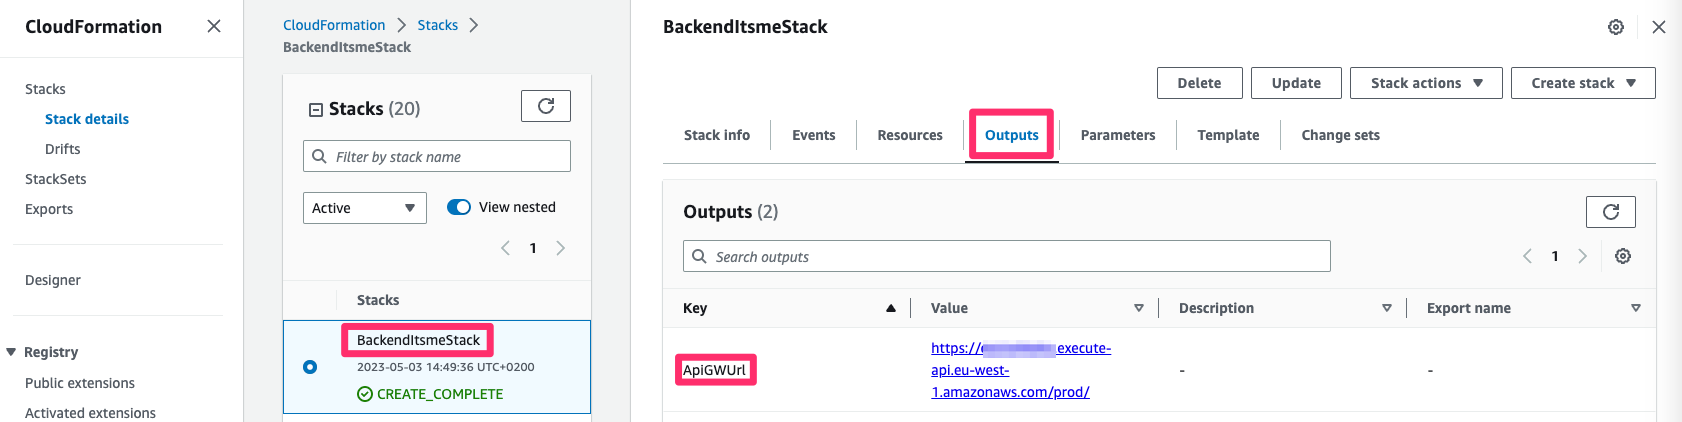 CloudFormation
Stacks
Stack details
Drifts
StackSets
Exports
Designer
Registry
Public extensions
Activated extensions
CloudFormation
Stacks
BackendItsmeStack
Stacks (20)
Filter by stack name
Active
View nested
1
Stacks
BackendItsmeStack
2023-05-03 14:49:36 UTC+0200
CREATE_COMPLETE
BackendItsmeStack
Delete
Update
Stack actions
Create stack
Stack info
Events
Resources
Outputs
Parameters
Template
Change sets
Outputs (2)
Search outputs
1
Key
Value
Description
Export name
ApiGWUrl
https://
execute-
api.eu-west-
1.amazonaws.com/prod/
-
-